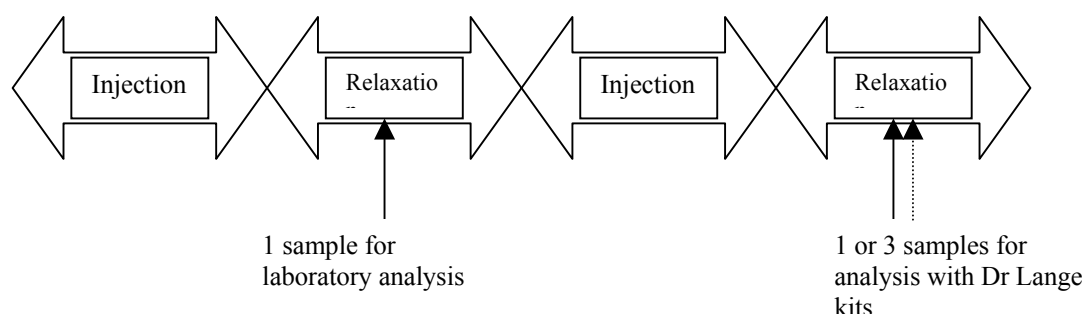 Injection
Relaxatio
Injection
Relaxatio
1 sample for
laboratory analysis
1 or 3 samples for
analysis with Dr Lange
kits